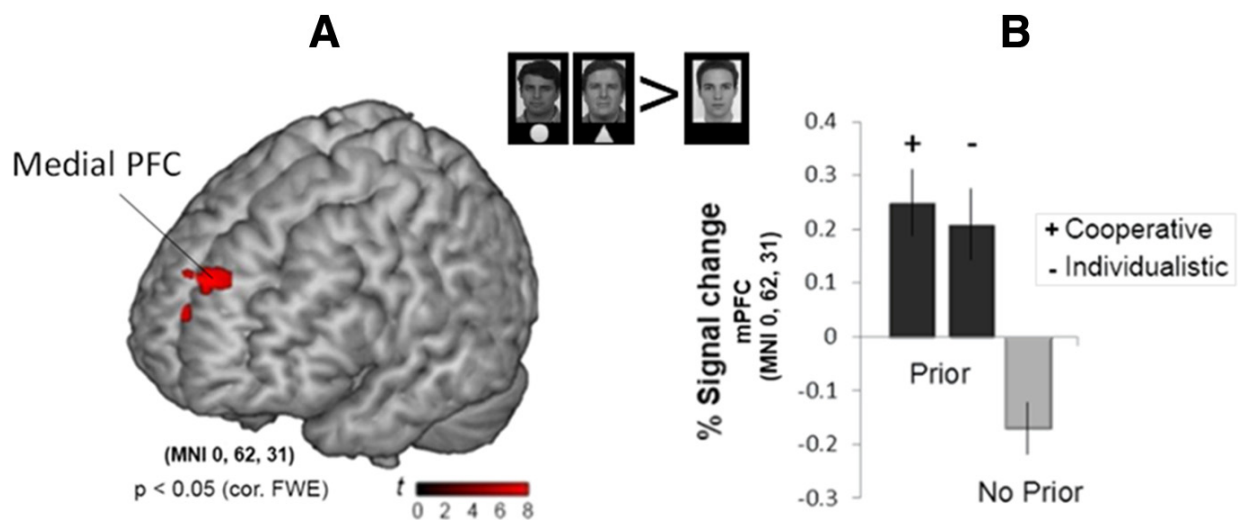 A
B
Medial PFC
>
(MNI 0, 62, 31)
p < 0.05 (cor. FWE)
t
0 2 4 6 8
% Signal change
mPFC
(MNI 0, 62, 31)
0.4
0.3
0.2
0.1
0
-0.1
-0.2
-0.3
+ -
Prior
No Prior
+ Cooperative
- Individualistic